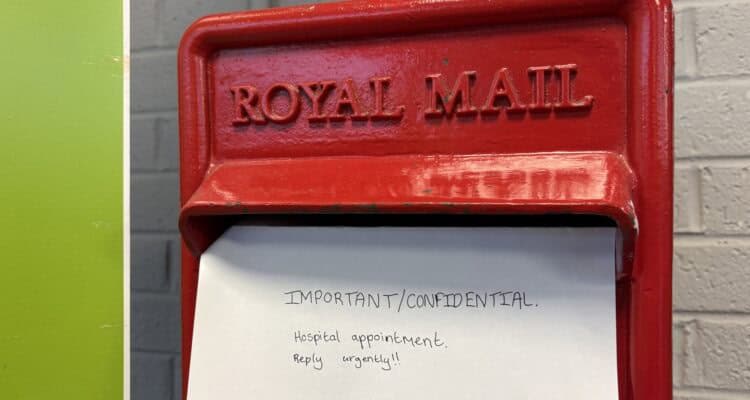 ROYAL MAIL
IMPORTANT/CONFIDENTIAL.
Hospital appointment.
Reply urgently!!